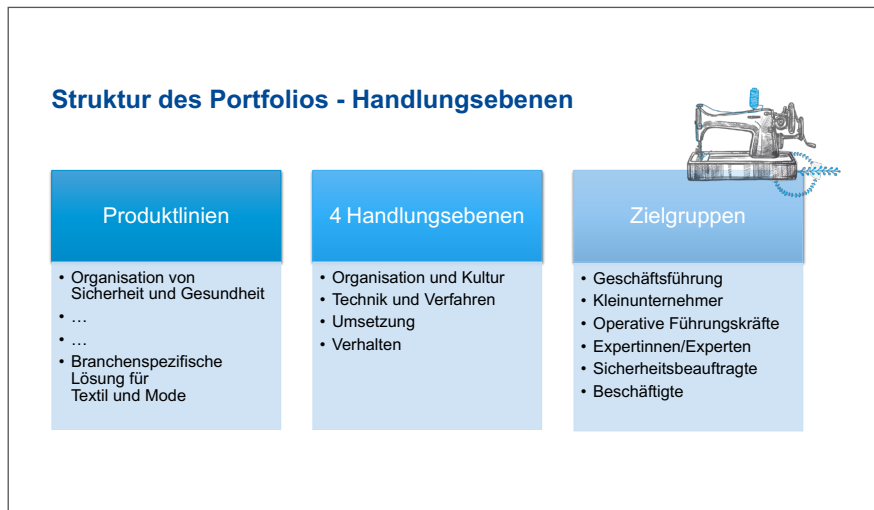 Struktur des Portfolios - Handlungsebenen
Produktlinien
• Organisation von
Sicherheit und Gesundheit
• …
• …
• Branchenspezifische
Lösung für
Textil und Mode
4 Handlungsebenen
• Organisation und Kultur
• Technik und Verfahren
• Umsetzung
• Verhalten
Zielgruppen
• Geschäftsführung
• Kleinunternehmer
• Operative Führungskräfte
• Expertinnen/Experten
• Sicherheitsbeauftragte
• Beschäftigte